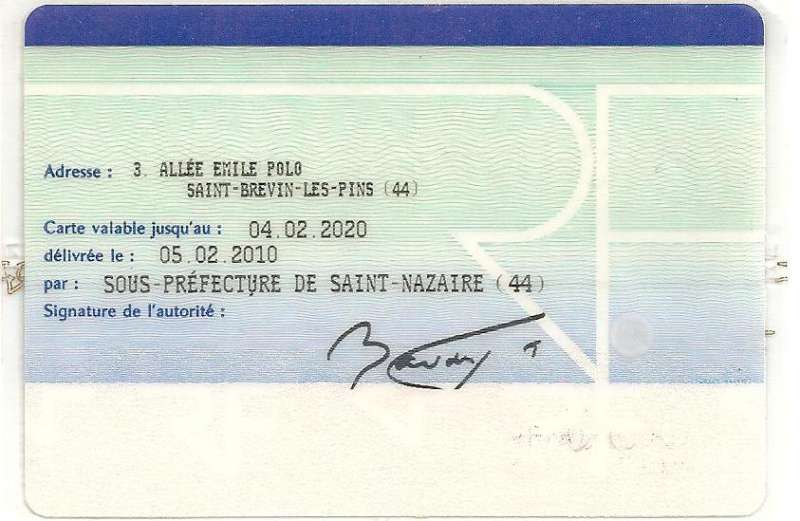 Adresse : 3. ALLÉE EMILE POLO
SAINT-BREVIN-LES-PINS (44)
Carte valable jusqu'au : 04.02.2020
délivrée le : 05.02.2010
par : SOUS-PRÉFECTURE DE SAINT-NAZAIRE (44)
Signature de l'autorité :
RF